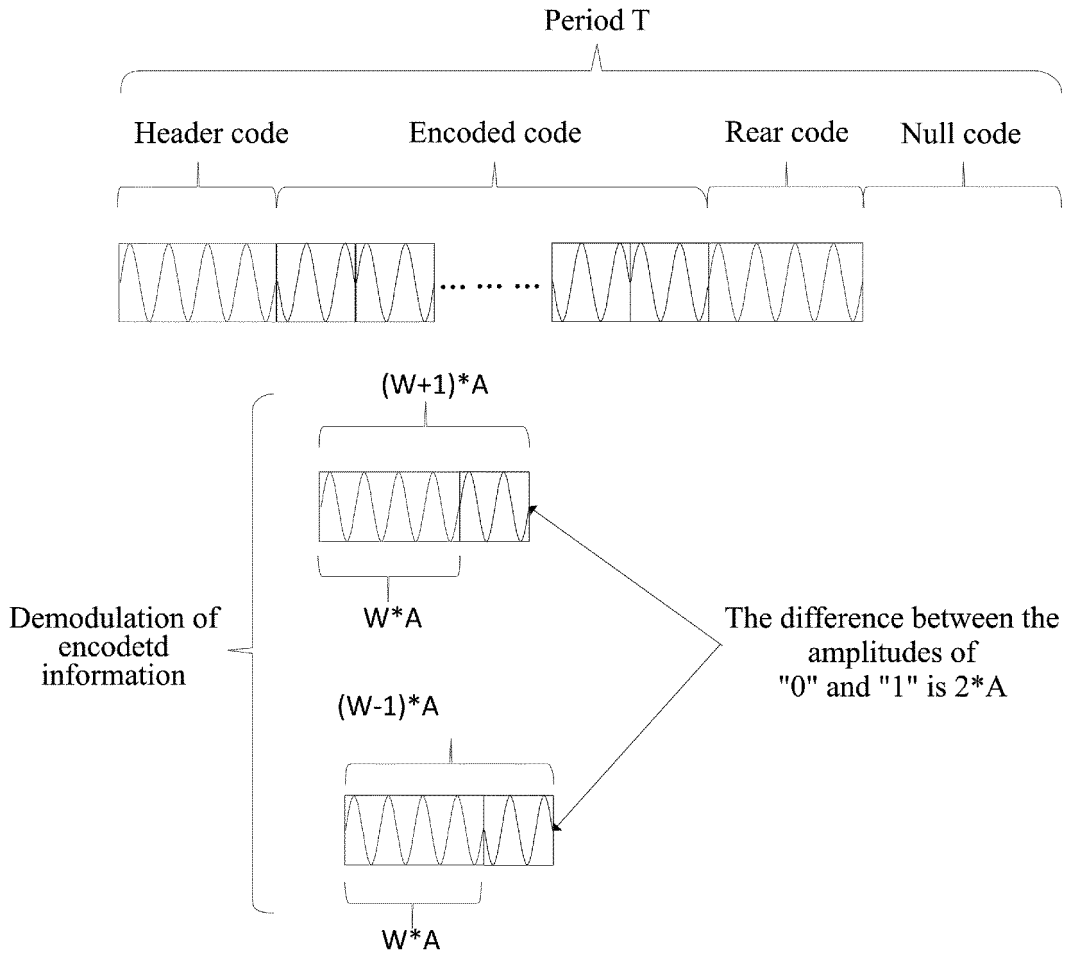 Period T
Header code
Encoded code
Rear code
Null code
... ... ...
(W+1)*A
W*A
Demodulation of
encodetd
information
The difference between the
amplitudes of
"0" and "1" is 2*A
(W-1)*A
W*A